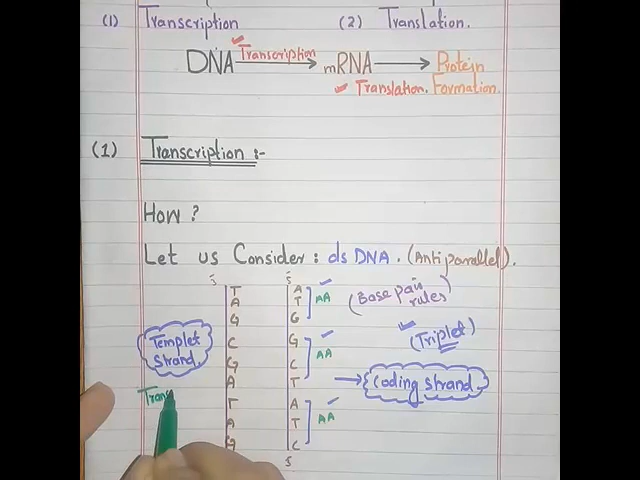 (1) Transcription (2) Translation.
DNA Transcription mRNA Protein
Translation. Formation.
(1) Transcription :-
How?
Let us Consider : ds DNA. (Antiparallel).
5 5
T A
A T AA (Base pair rules)
G G
C G (Triplet)
Templet Strand
G C AA
A T {Coding strand}
Trans
T A
A T AA
G C
5